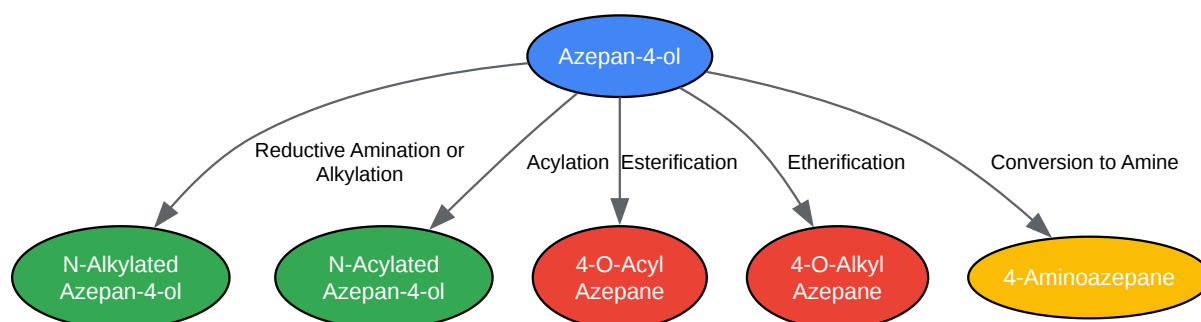 Azepan-4-ol
Reductive Amination or
Alkylation
Acylation
Esterification
Etherification
Conversion to Amine
N-Alkylated
Azepan-4-ol
N-Acylated
Azepan-4-ol
4-O-Acyl
Azepane
4-O-Alkyl
Azepane
4-Aminoazepane